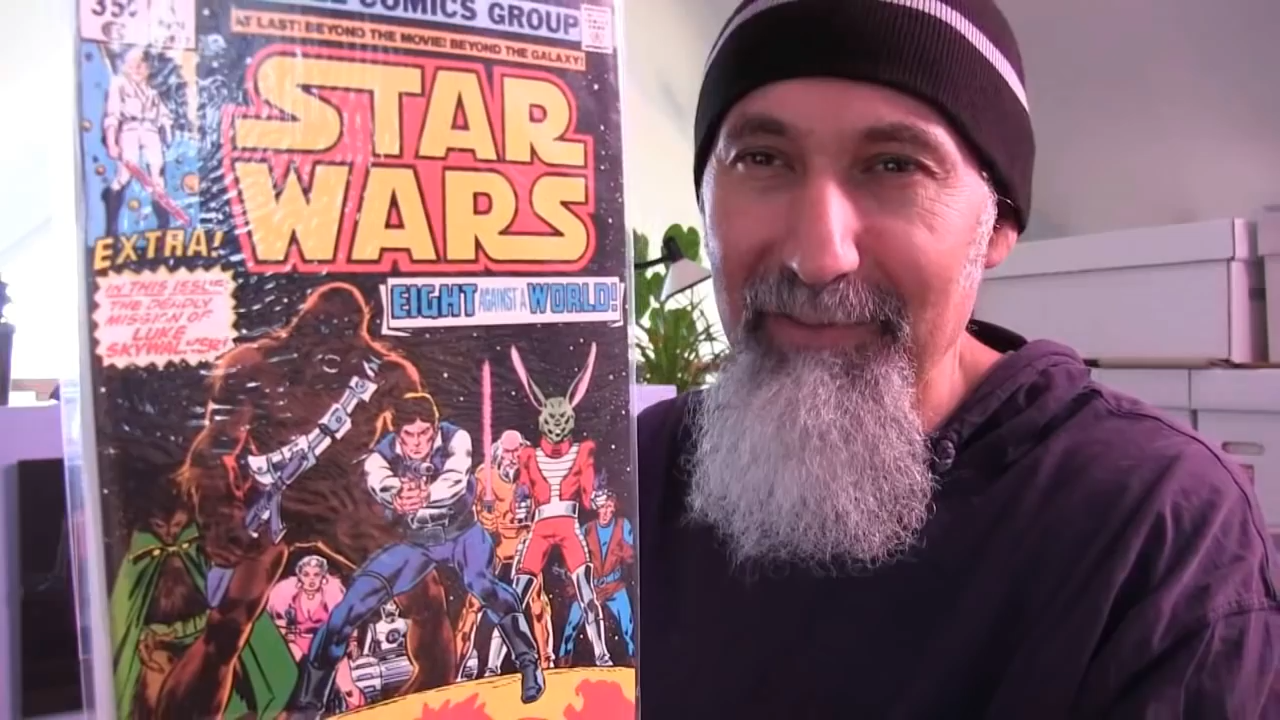 35¢
COMICS GROUP
AT LAST! BEYOND THE MOVIE! BEYOND THE GALAXY!
STAR
WARS
EXTRA!
IN THIS ISSUE
THE DEADLY
MISSION OF
LUKE
SKYWALKER!
EIGHT AGAINST A WORLD!